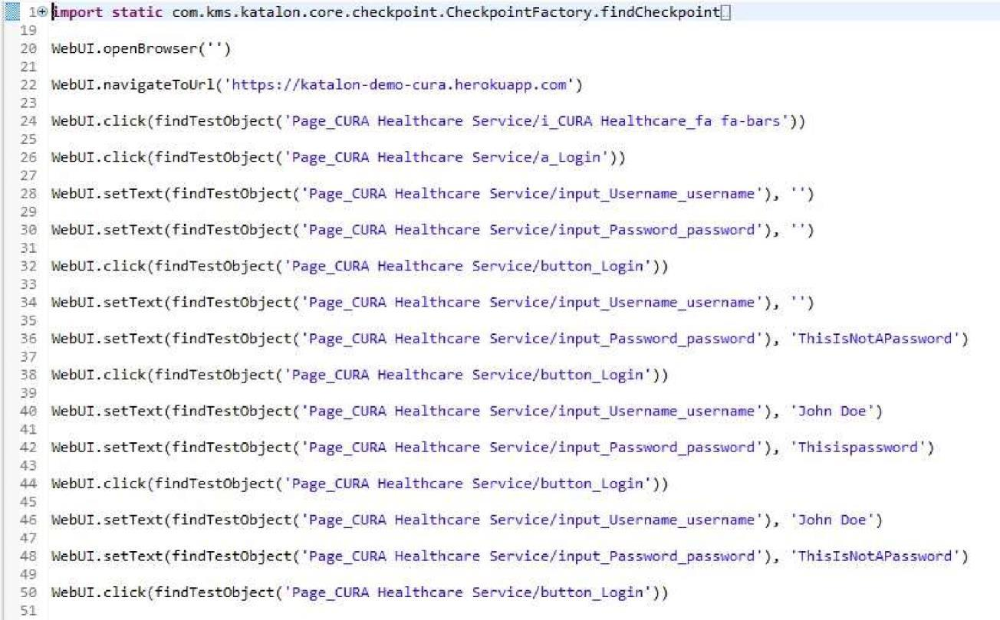 1 import static com.kms.katalon.core.checkpoint.CheckpointFactory.findCheckpoint
19
20 WebUI.openBrowser('')
21
22 WebUI.navigateToUrl('https://katalon-demo-cura.herokuapp.com')
23
24 WebUI.click(findTestObject('Page_CURA Healthcare Service/i_CURA Healthcare_fa fa-bars'))
25
26 WebUI.click(findTestObject('Page_CURA Healthcare Service/a_Login'))
27
28 WebUI.setText(findTestObject('Page_CURA Healthcare Service/input_Username_username'), '')
29
30 WebUI.setText(findTestObject('Page_CURA Healthcare Service/input_Password_password'), '')
31
32 WebUI.click(findTestObject('Page_CURA Healthcare Service/button_Login'))
33
34 WebUI.setText(findTestObject('Page_CURA Healthcare Service/input_Username_username'), '')
35
36 WebUI.setText(findTestObject('Page_CURA Healthcare Service/input_Password_password'), 'ThisIsNotAPassword')
37
38 WebUI.click(findTestObject('Page_CURA Healthcare Service/button_Login'))
39
40 WebUI.setText(findTestObject('Page_CURA Healthcare Service/input_Username_username'), 'John Doe')
41
42 WebUI.setText(findTestObject('Page_CURA Healthcare Service/input_Password_password'), 'Thisispassword')
43
44 WebUI.click(findTestObject('Page_CURA Healthcare Service/button_Login'))
45
46 WebUI.setText(findTestObject('Page_CURA Healthcare Service/input_Username_username'), 'John Doe')
47
48 WebUI.setText(findTestObject('Page_CURA Healthcare Service/input_Password_password'), 'ThisIsNotAPassword')
49
50 WebUI.click(findTestObject('Page_CURA Healthcare Service/button_Login'))
51